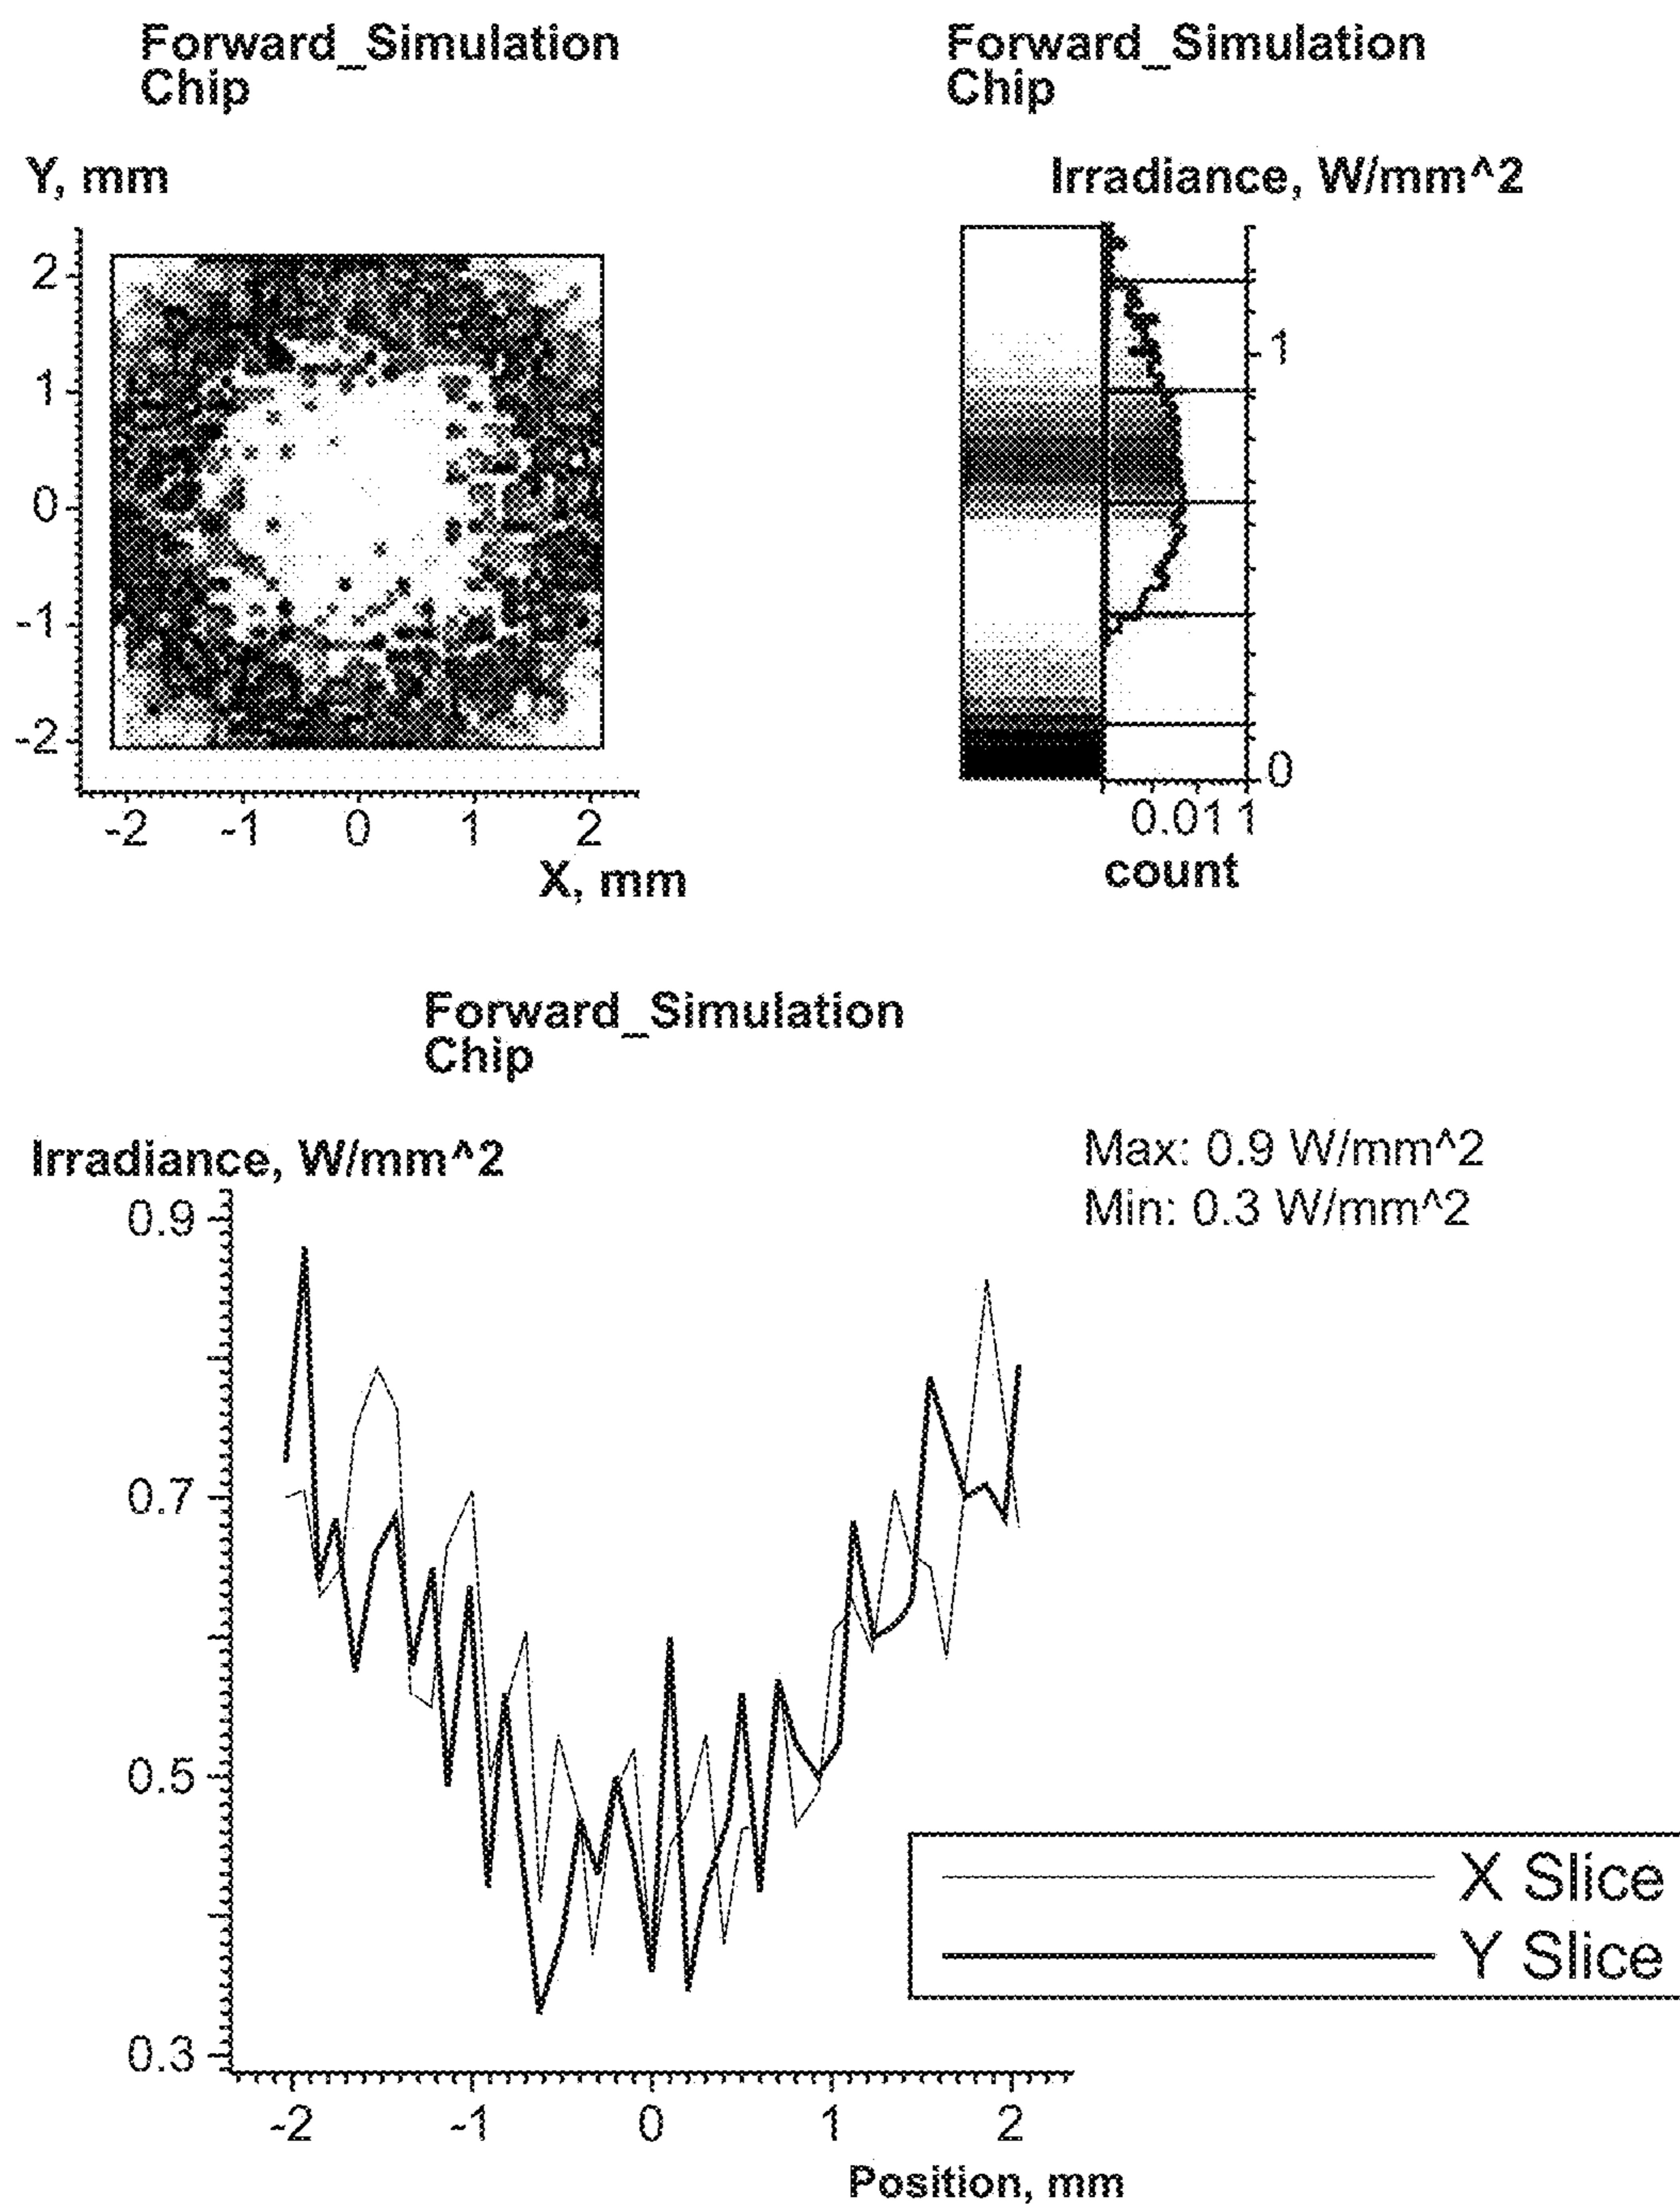 Forward_Simulation
Chip
Y, mm
2
1
0
-1
-2
-2 -1 0 1 2
X, mm
Forward_Simulation
Chip
Irradiance, W/mm^2
1
0
0.01 1
count
Forward_Simulation
Chip
Irradiance, W/mm^2
0.9
0.7
0.5
0.3
-2 -1 0 1 2
Position, mm
Max: 0.9 W/mm^2
Min: 0.3 W/mm^2
X Slice
Y Slice